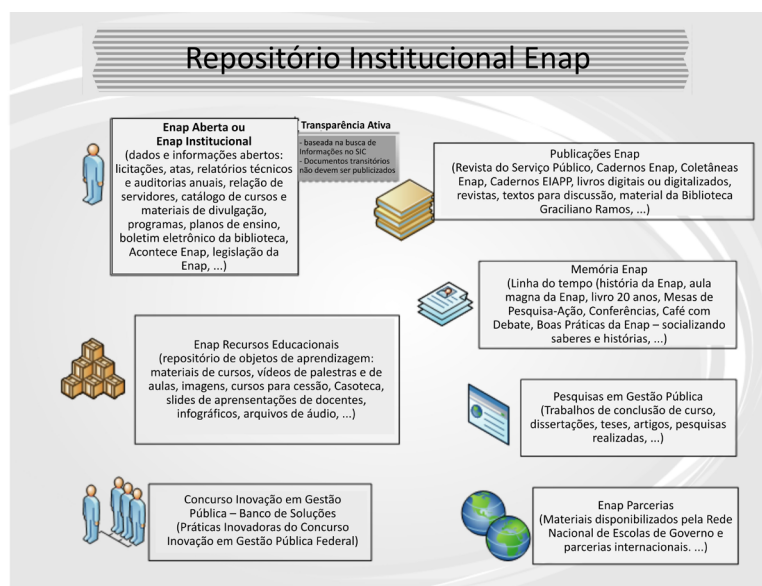 Repositório Institucional Enap
Enap Aberta ou
Enap Institucional
(dados e informações abertos:
licitações, atas, relatórios técnicos
e auditorias anuais, relação de
servidores, catálogo de cursos e
materiais de divulgação,
programas, planos de ensino,
boletim eletrônico da biblioteca,
Acontece Enap, legislação da
Enap, ...)
Transparência Ativa
- baseada na busca de
Informações no SIC
- Documentos transitórios
não devem ser publicizados
Publicações Enap
(Revista do Serviço Público, Cadernos Enap, Coletâneas
Enap, Cadernos EIAPP, livros digitais ou digitalizados,
revistas, textos para discussão, material da Biblioteca
Graciliano Ramos, ...)
Memória Enap
(Linha do tempo (história da Enap, aula
magna da Enap, livro 20 anos, Mesas de
Pesquisa-Ação, Conferências, Café com
Debate, Boas Práticas da Enap – socializando
saberes e histórias, ...)
Enap Recursos Educacionais
(repositório de objetos de aprendizagem:
materiais de cursos, vídeos de palestras e de
aulas, imagens, cursos para cessão, Casoteca,
slides de aprensentações de docentes,
infográficos, arquivos de áudio, ...)
Pesquisas em Gestão Pública
(Trabalhos de conclusão de curso,
dissertações, teses, artigos, pesquisas
realizadas, ...)
Concurso Inovação em Gestão
Pública – Banco de Soluções
(Práticas Inovadoras do Concurso
Inovação em Gestão Pública Federal)
Enap Parcerias
(Materiais disponibilizados pela Rede
Nacional de Escolas de Governo e
parcerias internacionais. ...)